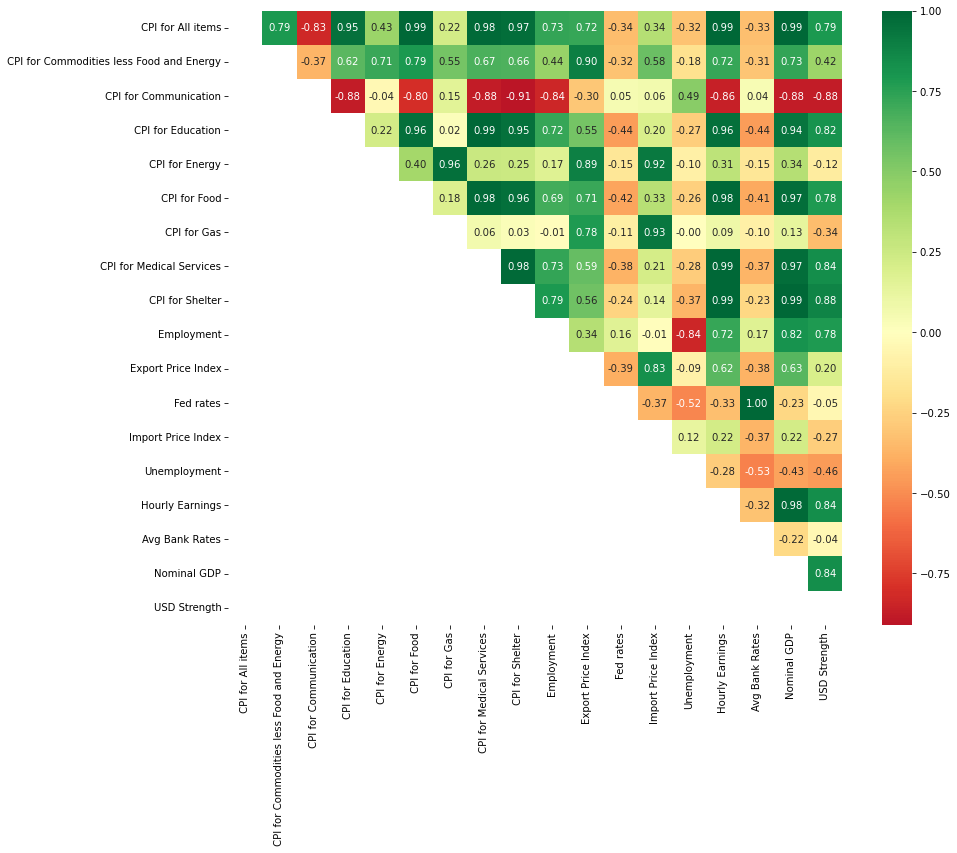 CPI for All items 0.79 -0.83 0.95 0.43 0.99 0.22 0.98 0.97 0.73 0.72 -0.34 0.34 -0.32 0.99 -0.33 0.99 0.79
CPI for Commodities less Food and Energy -0.37 0.62 0.71 0.79 0.55 0.67 0.66 0.44 0.90 -0.32 0.58 -0.18 0.72 -0.31 0.73 0.42
CPI for Communication -0.88 -0.04 -0.80 0.15 -0.88 -0.91 -0.84 -0.30 0.05 0.06 0.49 -0.86 0.04 -0.88 -0.88
CPI for Education 0.22 0.96 0.02 0.99 0.95 0.72 0.55 -0.44 0.20 -0.27 0.96 -0.44 0.94 0.82
CPI for Energy 0.40 0.96 0.26 0.25 0.17 0.89 -0.15 0.92 -0.10 0.31 -0.15 0.34 -0.12
CPI for Food 0.18 0.98 0.96 0.69 0.71 -0.42 0.33 -0.26 0.98 -0.41 0.97 0.78
CPI for Gas 0.06 0.03 -0.01 0.78 -0.11 0.93 -0.00 0.09 -0.10 0.13 -0.34
CPI for Medical Services 0.98 0.73 0.59 -0.38 0.21 -0.28 0.99 -0.37 0.97 0.84
CPI for Shelter 0.79 0.56 -0.24 0.14 -0.37 0.99 -0.23 0.99 0.88
Employment 0.34 0.16 -0.01 -0.84 0.72 0.17 0.82 0.78
Export Price Index -0.39 0.83 -0.09 0.62 -0.38 0.63 0.20
Fed rates -0.37 -0.52 -0.33 1.00 -0.23 -0.05
Import Price Index 0.12 0.22 -0.37 0.22 -0.27
Unemployment -0.28 -0.53 -0.43 -0.46
Hourly Earnings -0.32 0.98 0.84
Avg Bank Rates -0.22 -0.04
Nominal GDP 0.84
USD Strength
CPI for All items
CPI for Commodities less Food and Energy
CPI for Communication
CPI for Education
CPI for Energy
CPI for Food
CPI for Gas
CPI for Medical Services
CPI for Shelter
Employment
Export Price Index
Fed rates
Import Price Index
Unemployment
Hourly Earnings
Avg Bank Rates
Nominal GDP
USD Strength
1.00
0.75
0.50
0.25
0.00
−0.25
−0.50
−0.75